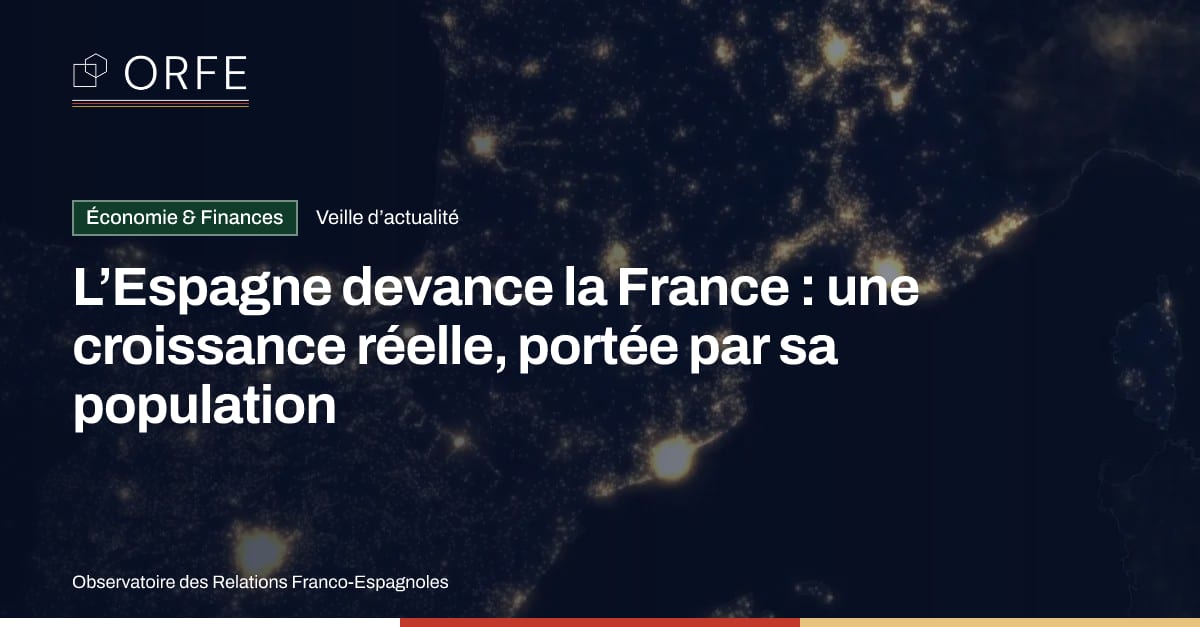 ORFE
Économie & Finances
Veille d’actualité
L’Espagne devance la France : une
croissance réelle, portée par sa
population
Observatoire des Relations Franco-Espagnoles